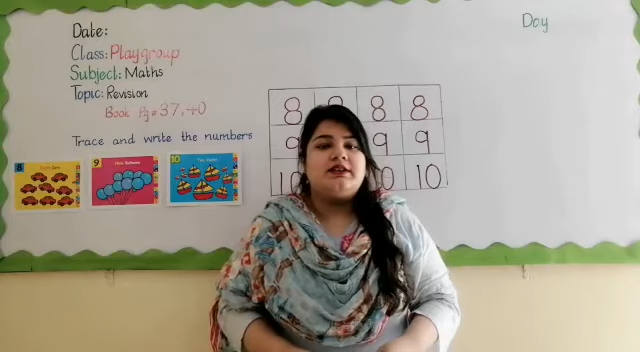 Date:
Day
Class: Playgroup
Subject: Maths
Topic: Revision
Book Pg# 37,40
Trace and write the numbers
8 8 8
9 9 9
10 10
8
9
10